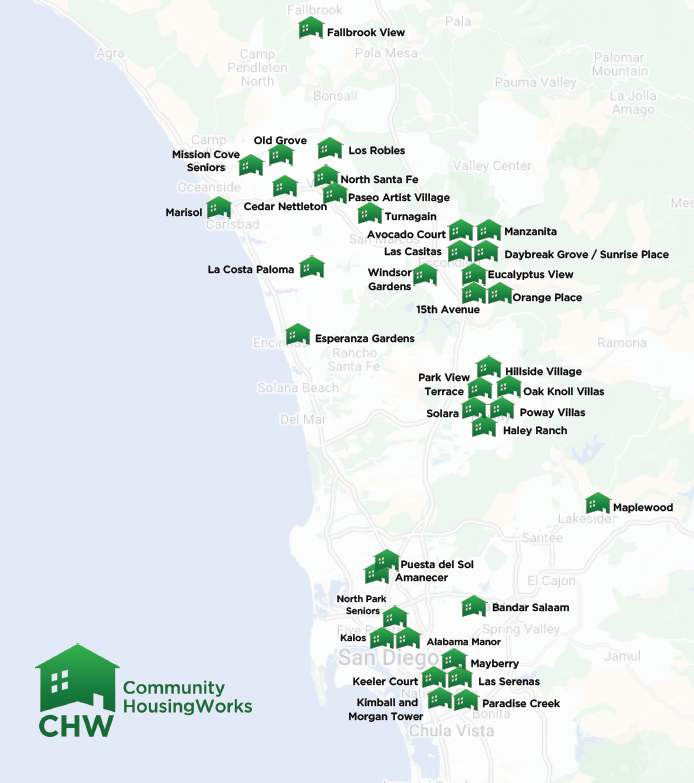 Fallbrook
Pala
Fallbrook View
Agra
Camp
Pendleton
North
Pala Mesa
Palomar
Mountain
Pauma Valley
Bonsall
La Jolla
Amago
Old Grove
Camp
Mission Cove
Seniors
Los Robles
Valley Center
North Santa Fe
Oceanside
Paseo Artist Village
Cedar Nettleton
Marisol
Turnagain
Carlsbad
Avocado Court
Manzanita
San Marcos
Las Casitas
Daybreak Grove / Sunrise Place
La Costa Paloma
Windsor
Gardens
Eucalyptus View
Orange Place
15th Avenue
Esperanza Gardens
Rancho
Santa Fe
Ramona
Hillside Village
Park View
Terrace
Solana Beach
Oak Knoll Villas
Solara
Poway Villas
Del Mar
Haley Ranch
Maplewood
Lakeside
Santee
Puesta del Sol
Amanecer
El Cajon
North Park
Seniors
Bandar Salaam
Spring Valley
Kalos
Alabama Manor
San Diego
Jamul
Mayberry
Keeler Court
Las Serenas
Kimball and
Morgan Tower
Paradise Creek
Bonita
Chula Vista
Community
HousingWorks
CHW